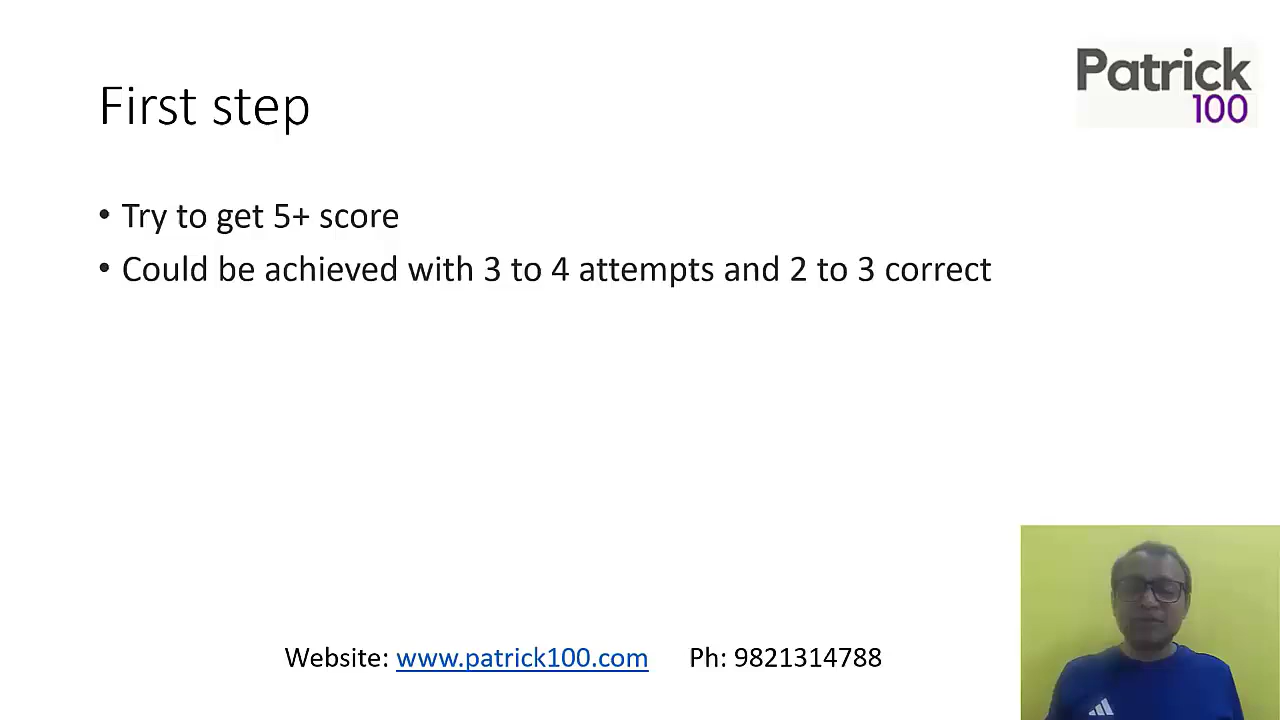 Patrick
100
First step
• Try to get 5+ score
• Could be achieved with 3 to 4 attempts and 2 to 3 correct
Website: www.patrick100.com Ph: 9821314788